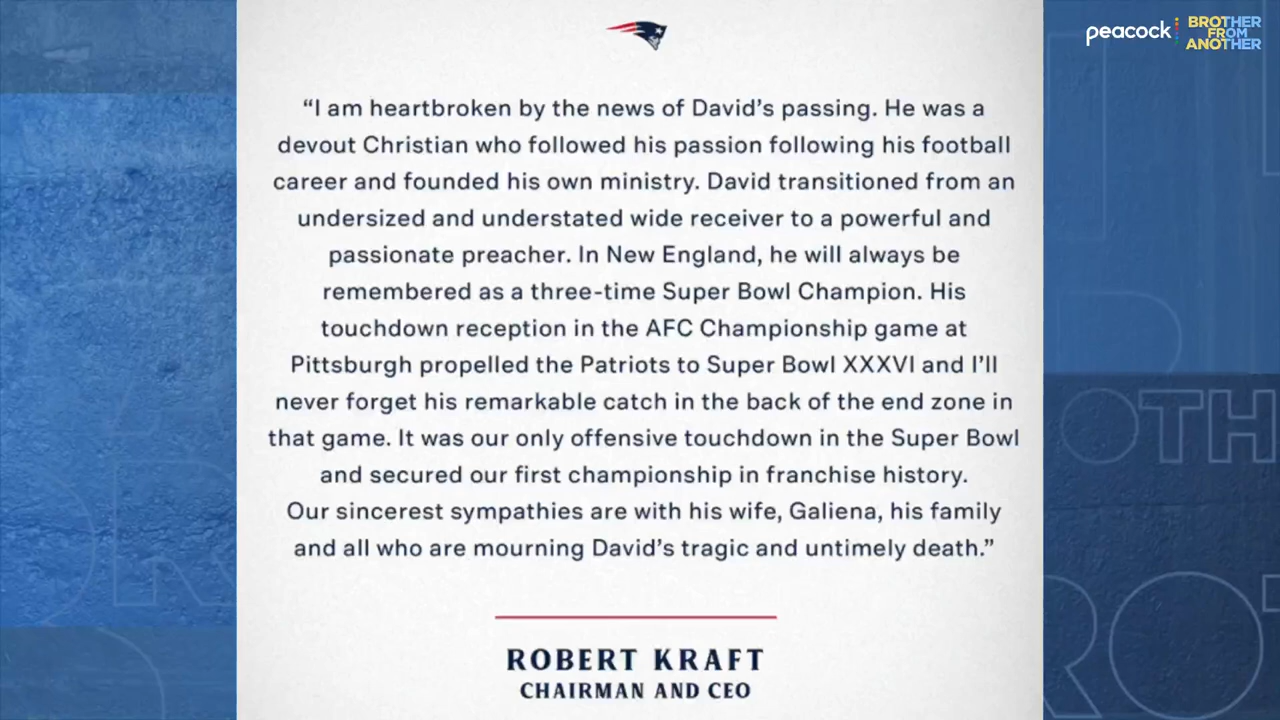 peacock
BROTHER
FROM
ANOTHER
“I am heartbroken by the news of David’s passing. He was a
devout Christian who followed his passion following his football
career and founded his own ministry. David transitioned from an
undersized and understated wide receiver to a powerful and
passionate preacher. In New England, he will always be
remembered as a three-time Super Bowl Champion. His
touchdown reception in the AFC Championship game at
Pittsburgh propelled the Patriots to Super Bowl XXXVI and I’ll
never forget his remarkable catch in the back of the end zone in
that game. It was our only offensive touchdown in the Super Bowl
and secured our first championship in franchise history.
Our sincerest sympathies are with his wife, Galiena, his family
and all who are mourning David’s tragic and untimely death.”
ROBERT KRAFT
CHAIRMAN AND CEO